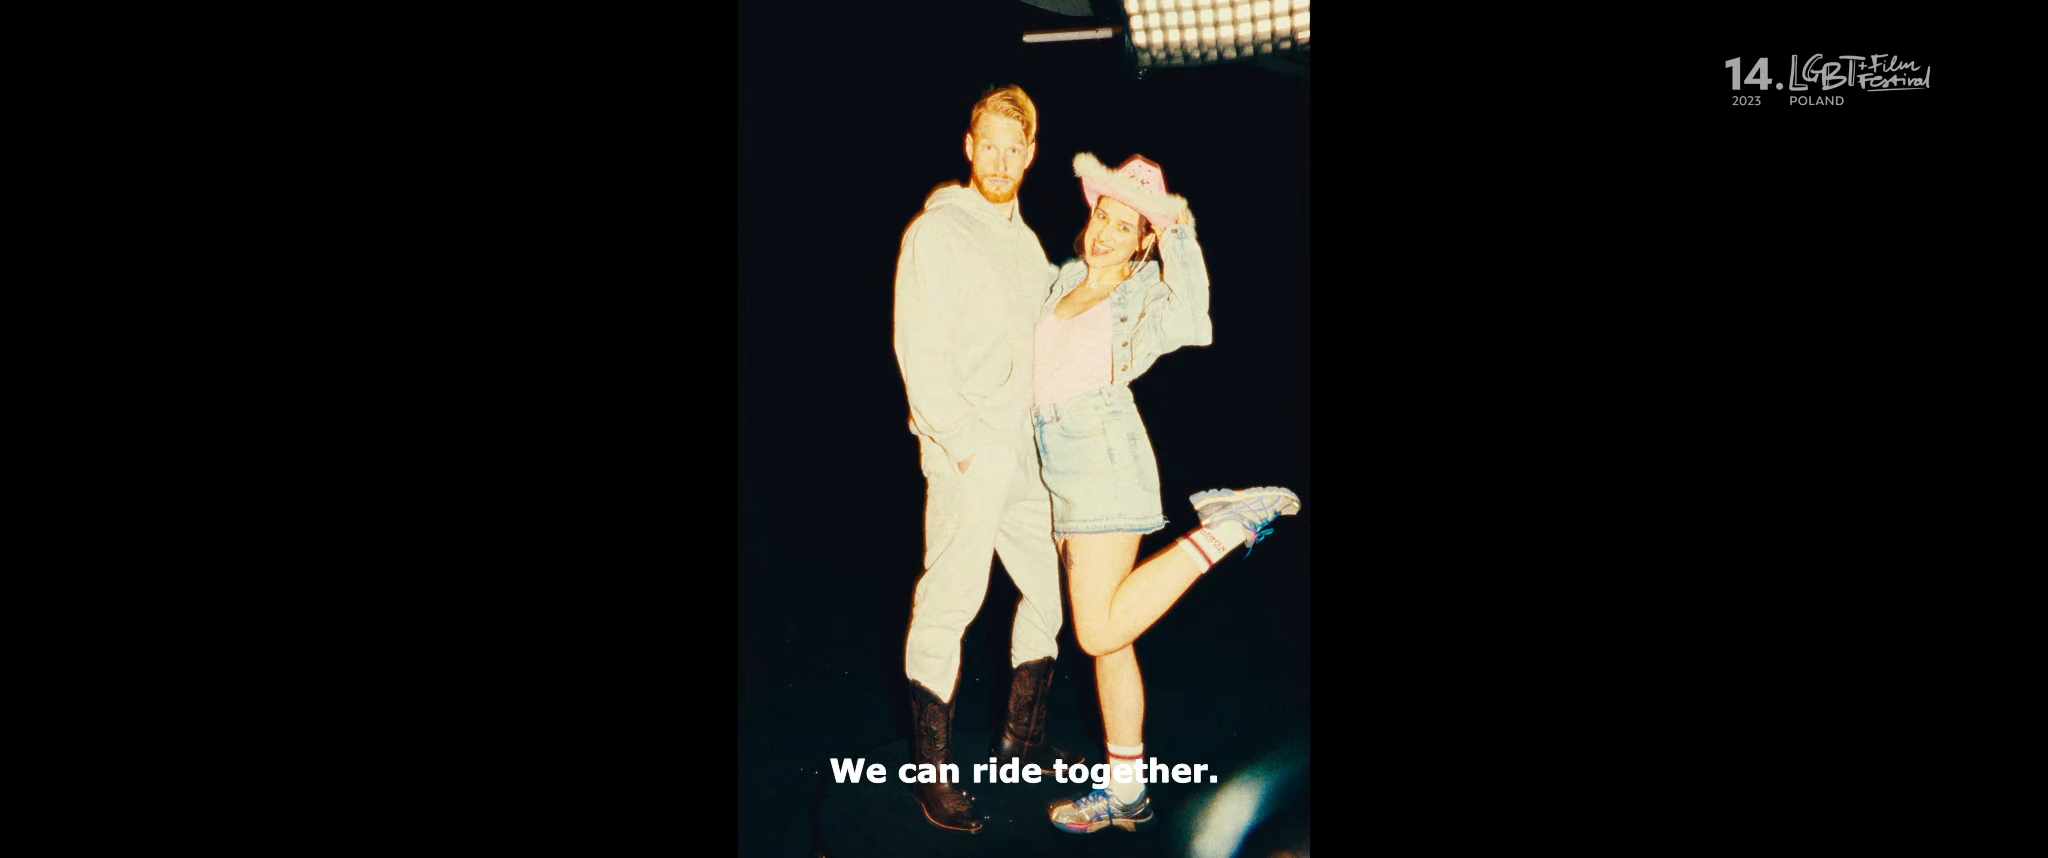 14. LGBT+ Film
Festival
2023 POLAND
We can ride together.